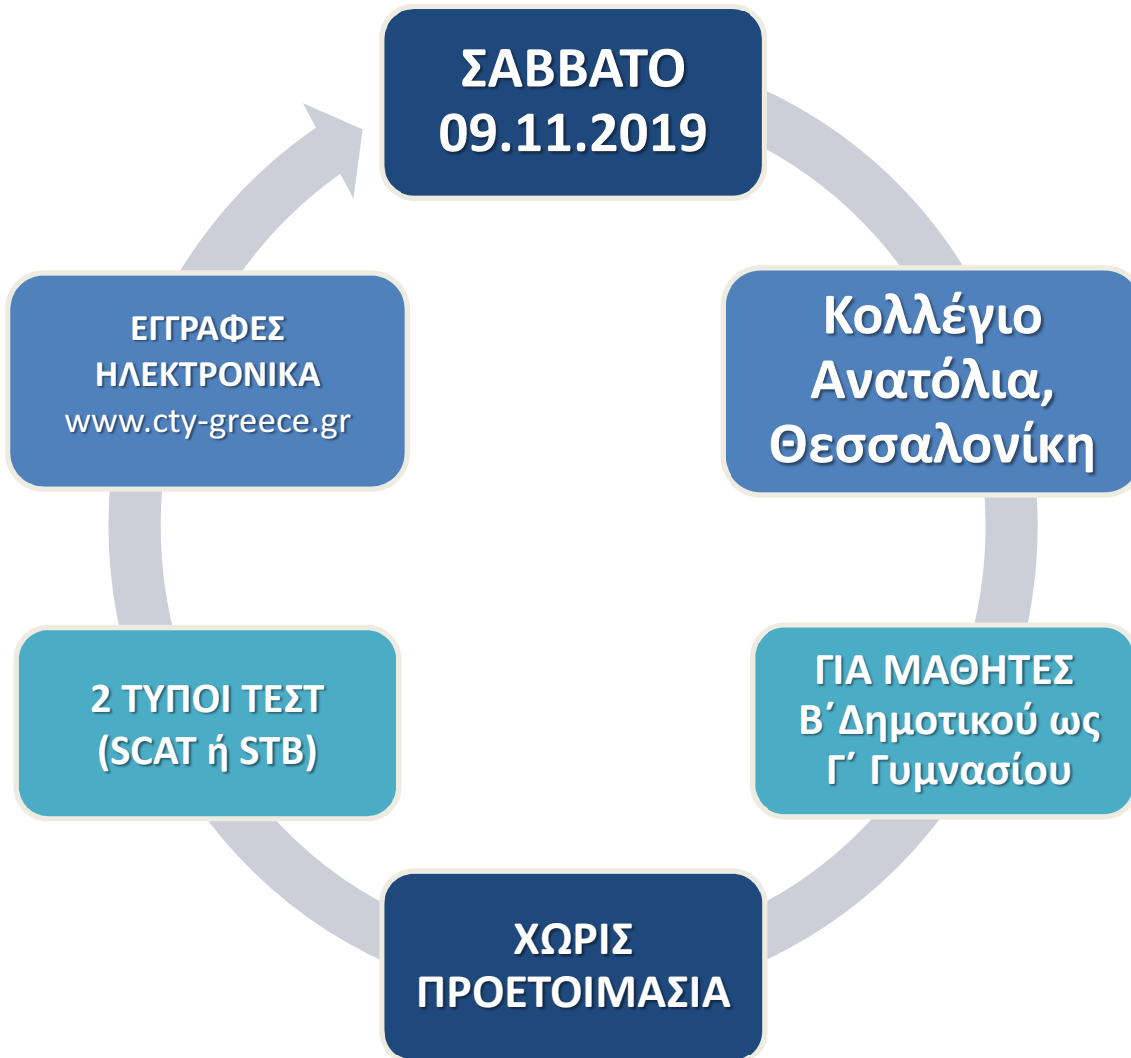 ΣΑΒΒΑΤΟ
09.11.2019
Κολλέγιο
Ανατόλια,
Θεσσαλονίκη
ΓΙΑ ΜΑΘΗΤΕΣ
Β΄Δημοτικού ως
Γ΄ Γυμνασίου
ΧΩΡΙΣ
ΠΡΟΕΤΟΙΜΑΣΙΑ
2 ΤΥΠΟΙ ΤΕΣΤ
(SCAT ή STB)
ΕΓΓΡΑΦΕΣ
ΗΛΕΚΤΡΟΝΙΚΑ
www.cty-greece.gr